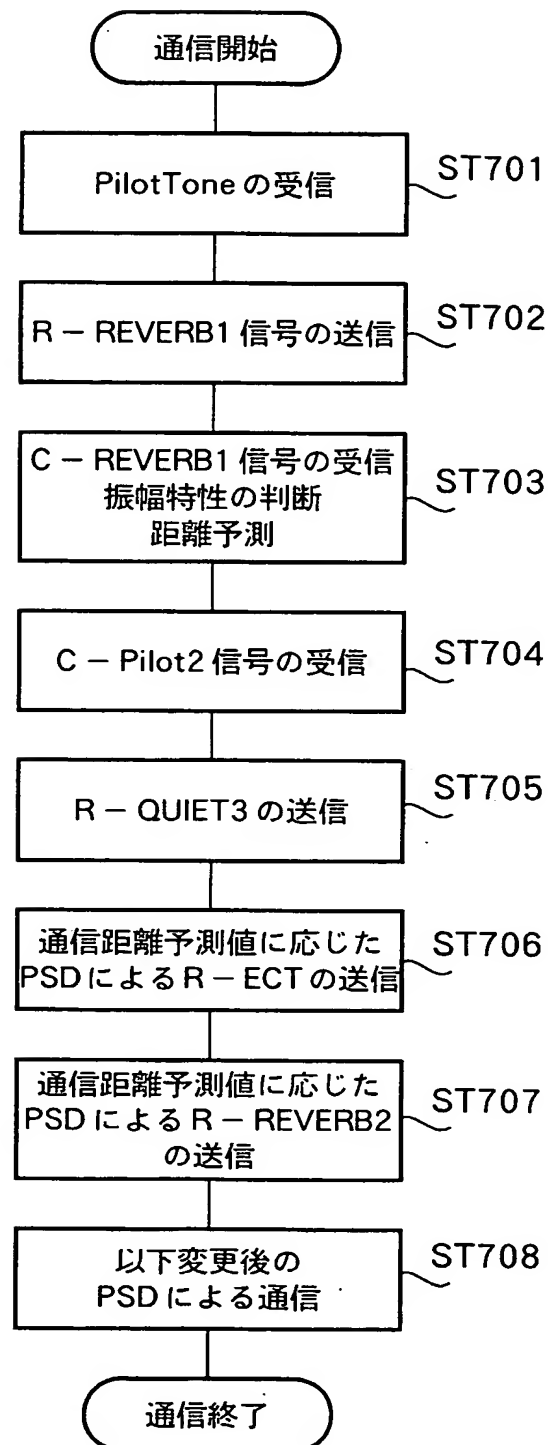 通信開始
PilotTone の受信
ST701
R − REVERB1 信号の送信
ST702
C − REVERB1 信号の受信
振幅特性の判断
距離予測
ST703
C − Pilot2 信号の受信
ST704
R − QUIET3 の送信
ST705
通信距離予測値に応じた
PSD による R − ECT の送信
ST706
通信距離予測値に応じた
PSD による R − REVERB2
の送信
ST707
以下変更後の
PSD による通信
ST708
通信終了